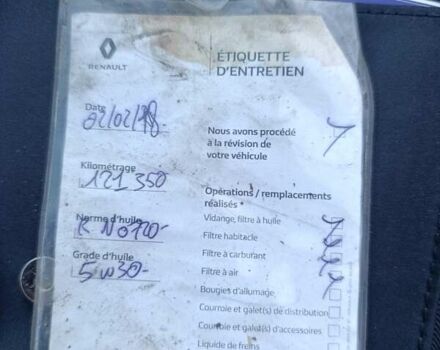 RENAULT
ÉTIQUETTE
D'ENTRETIEN
Date
02/02/18
Nous avons procédé
à la révision de
votre véhicule
Kilométrage
121 350
Opérations / remplacements
réalisés *
Norme d'huile
RN0720-
Vidange, filtre à huile
Filtre habitacle
Grade d'huile
5W30-
Filtre à carburant
Filtre à air
Bougies d'allumage
Courroie et galet(s) de distribution
Courroie et galet(s) d'accessoires
Liquide de freins